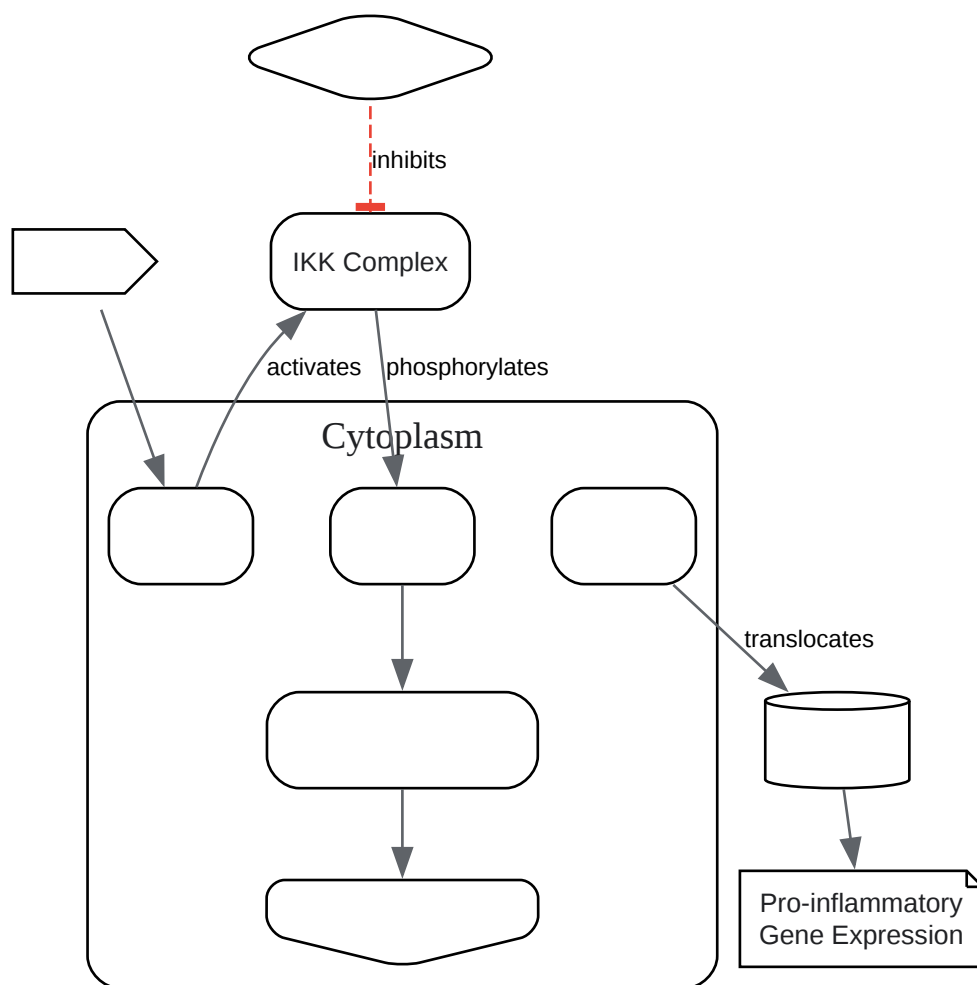 inhibits
IKK Complex
activates
phosphorylates
Cytoplasm
translocates
Pro-inflammatory
Gene Expression